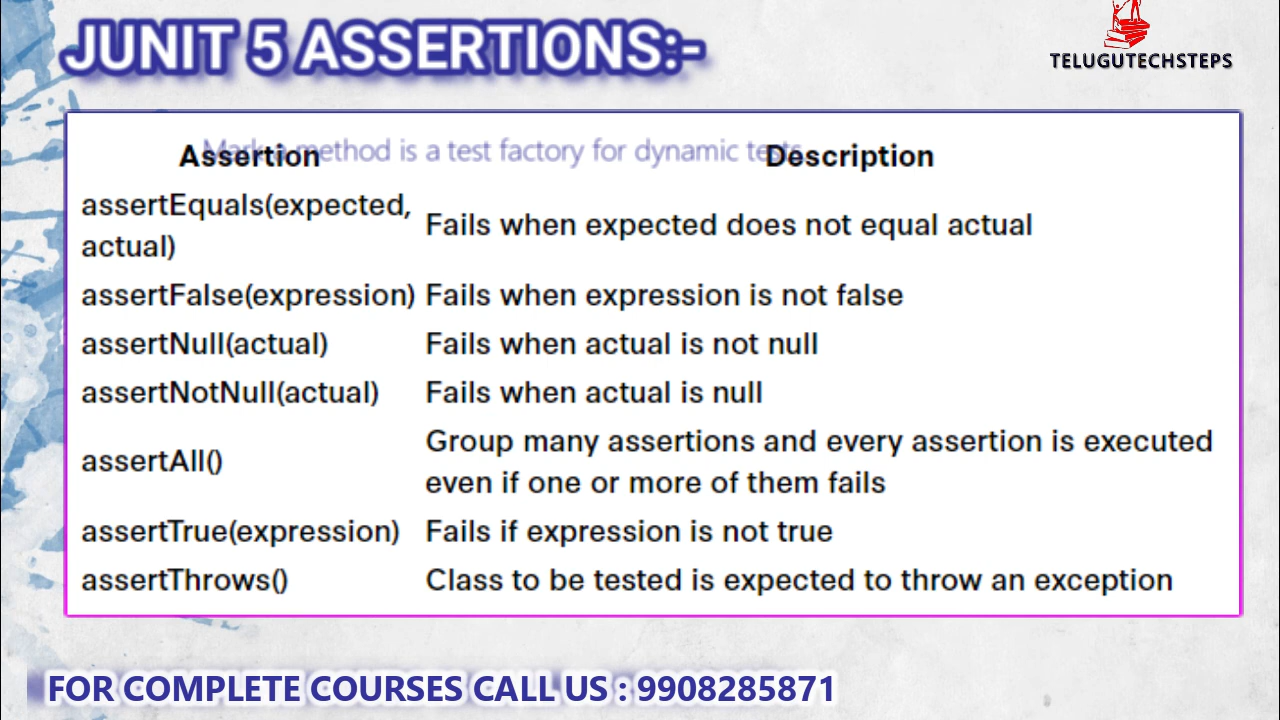 JUNIT 5 ASSERTIONS:-
TELUGUTECHSTEPS
Mark a method is a test factory for dynamic tests
Assertion Description
assertEquals(expected,
actual)
Fails when expected does not equal actual
assertFalse(expression) Fails when expression is not false
assertNull(actual) Fails when actual is not null
assertNotNull(actual) Fails when actual is null
assertAll()
Group many assertions and every assertion is executed
even if one or more of them fails
assertTrue(expression) Fails if expression is not true
assertThrows() Class to be tested is expected to throw an exception
FOR COMPLETE COURSES CALL US : 9908285871